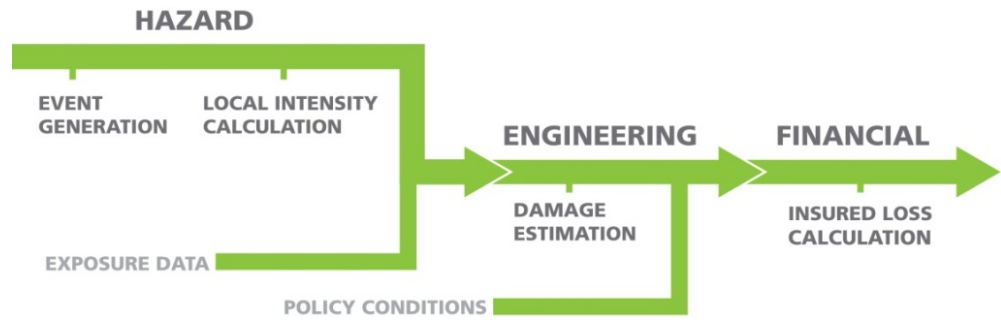 HAZARD
EVENT
GENERATION
LOCAL INTENSITY
CALCULATION
ENGINEERING
FINANCIAL
DAMAGE
ESTIMATION
INSURED LOSS
CALCULATION
EXPOSURE DATA
POLICY CONDITIONS